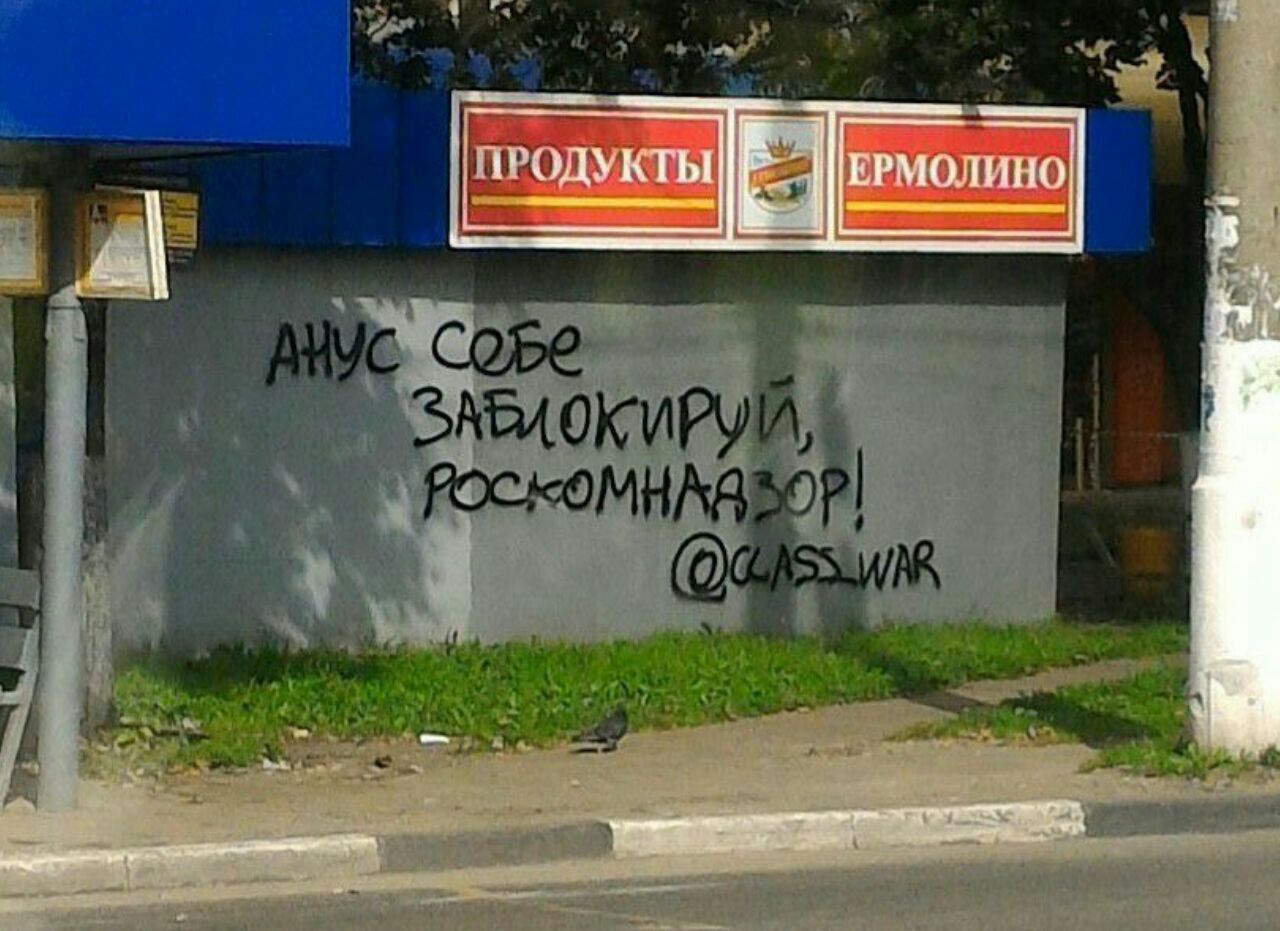 ПРОДУКТЫ
ЕРМОЛИНО
АНУС СЕБЕ
ЗАБЛОКИРУЙ,
РОСКОМНАДЗОР!
@CLASS_WAR